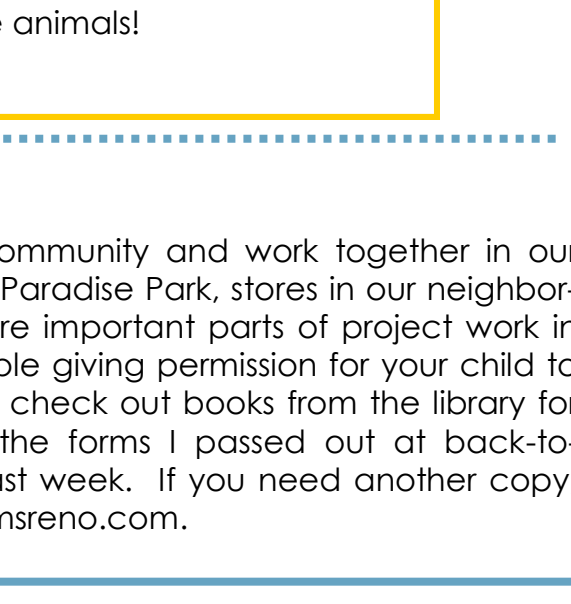 e animals!
ommunity and work together in our
Paradise Park, stores in our neighbor-
re important parts of project work in
ole giving permission for your child to
check out books from the library for
the forms I passed out at back-to-
ast week. If you need another copy
msreno.com.